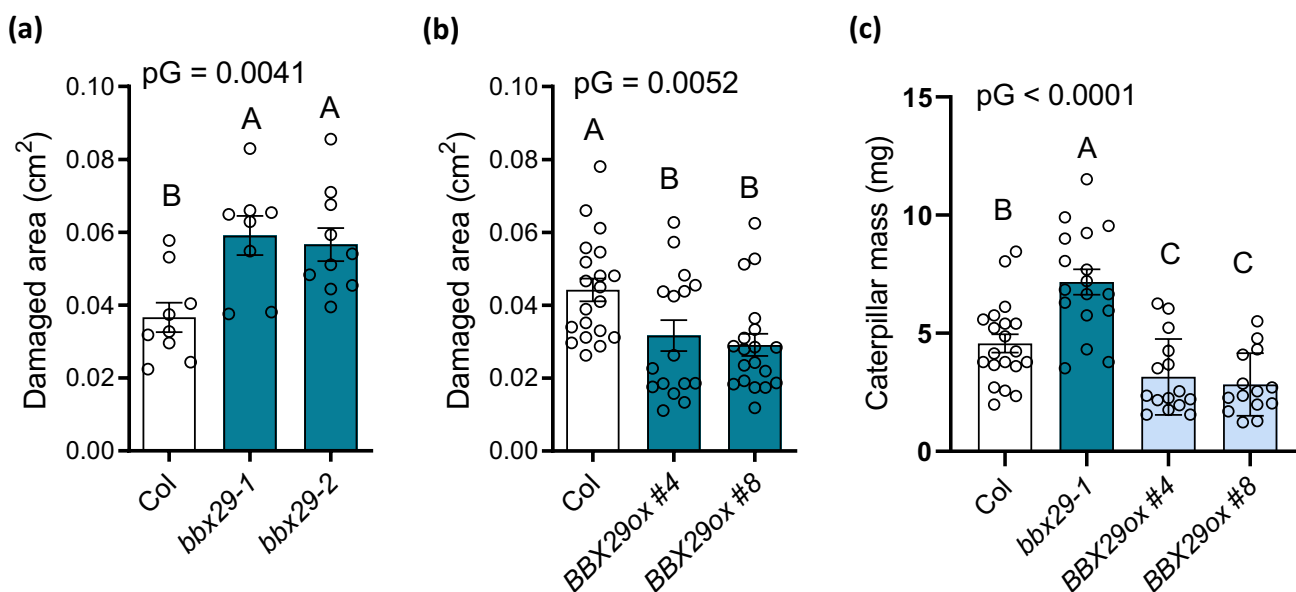 (a)
pG = 0.0041
Damaged area (cm²)
0.10
0.08
0.06
0.04
0.02
0.00
B
A
A
Col
bbx29-1
bbx29-2
(b)
pG = 0.0052
Damaged area (cm²)
0.10
0.08
0.06
0.04
0.02
0.00
A
B
B
Col
BBX29ox #4
BBX29ox #8
(c)
pG < 0.0001
Caterpillar mass (mg)
15
10
5
0
B
A
C
C
Col
bbx29-1
BBX29ox #4
BBX29ox #8